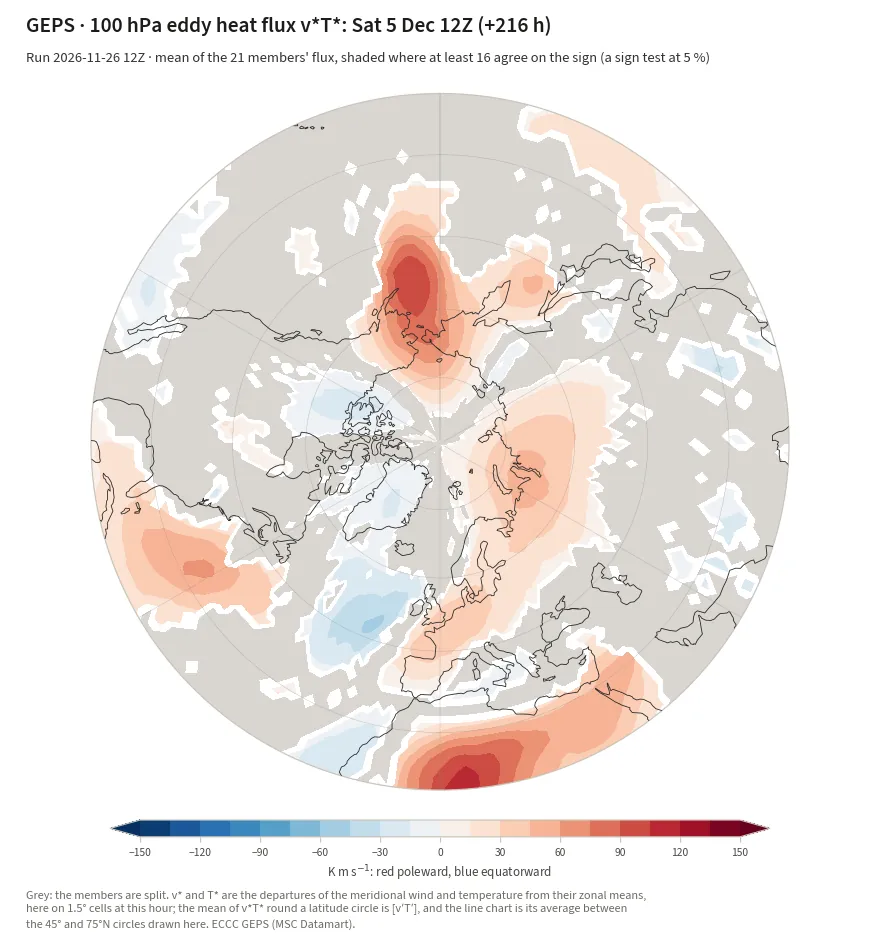 GEPS · 100 hPa eddy heat flux v*T*: Sat 5 Dec 12Z (+216 h)
Run 2026-11-26 12Z · mean of the 21 members' flux, shaded where at least 16 agree on the sign (a sign test at 5 %)
−150 −120 −90 −60 −30 0 30 60 90 120 150
K m s⁻¹: red poleward, blue equatorward
Grey: the members are split. v* and T* are the departures of the meridional wind and temperature from their zonal means,
here on 1.5° cells at this hour; the mean of v*T* round a latitude circle is [v'T'], and the line chart is its average between
the 45° and 75°N circles drawn here. ECCC GEPS (MSC Datamart).